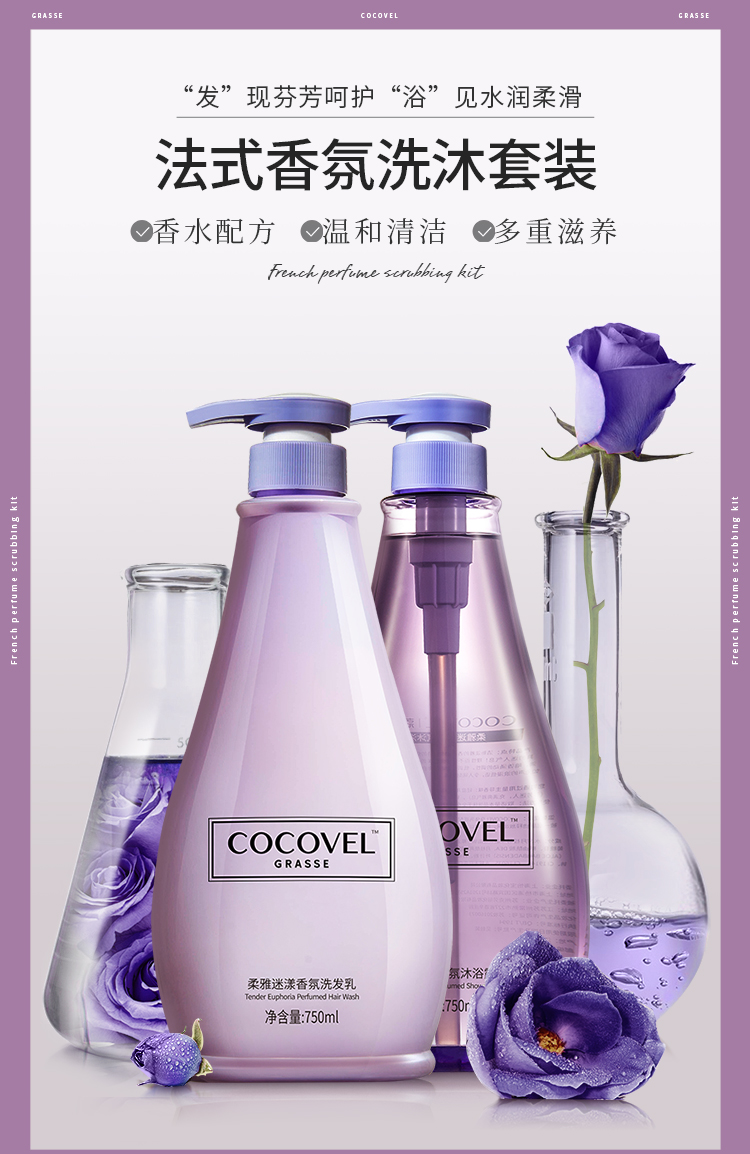 GRASSE
COCOVEL
GRASSE
“发”现芬芳呵护“浴”见水润柔滑
法式香氛洗沐套装
香水配方 温和清洁 多重滋养
French perfume scrubbing kit
French perfume scrubbing kit
French perfume scrubbing kit
COCOVEL™
GRASSE
柔雅迷漾香氛洗发乳
Tender Euphoria Perfumed Hair Wash
净含量:750ml
OVEL™
SSE
氛沐浴
umed Show
:750